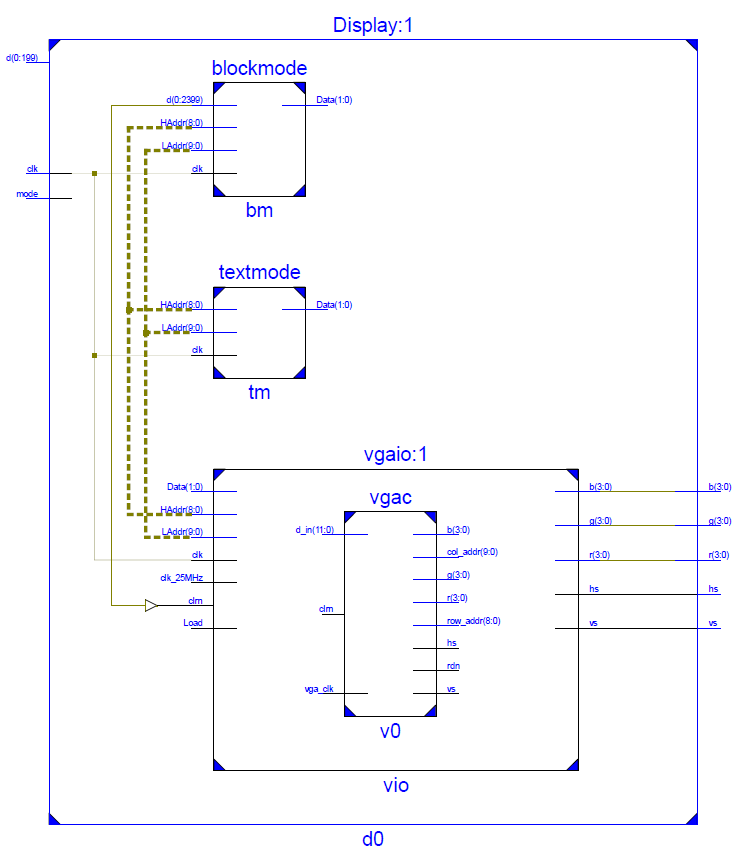 Display:1
d(0:199)
clk
mode
blockmode
d(0:2399)
HAddr(8:0)
LAddr(9:0)
clk
Data(1:0)
bm
textmode
HAddr(8:0)
LAddr(9:0)
clk
Data(1:0)
tm
vgaio:1
Data(1:0)
HAddr(8:0)
LAddr(9:0)
clk
clk_25MHz
clrn
Load
vgac
d_in(11:0)
clrn
vga_clk
b(3:0)
col_addr(9:0)
g(3:0)
r(3:0)
row_addr(8:0)
hs
rdn
vs
v0
b(3:0)
g(3:0)
r(3:0)
hs
vs
vio
b(3:0)
g(3:0)
r(3:0)
hs
vs
d0